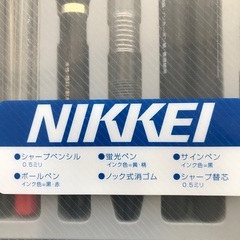 NIKKEI
●シャープペンシル
0.5ミリ
●蛍光ペン
インク色=黄・桃
●サインペン
インク色=黒
●ボールペン
インク色=黒・赤
●ノック式消ゴム
●シャープ替芯
0.5ミリ